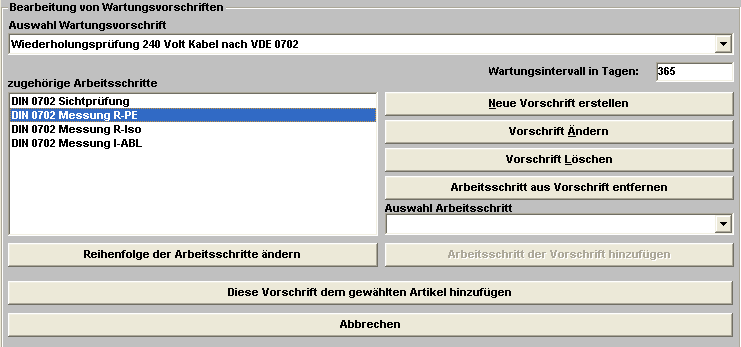 Bearbeitung von Wartungsvorschriften
Auswahl Wartungsvorschrift
Wiederholungsprüfung 240 Volt Kabel nach VDE 0702
Wartungsintervall in Tagen: 365
zugehörige Arbeitsschritte
DIN 0702 Sichtprüfung
DIN 0702 Messung R-PE
DIN 0702 Messung R-Iso
DIN 0702 Messung I-ABL
Neue Vorschrift erstellen
Vorschrift Ändern
Vorschrift Löschen
Arbeitsschritt aus Vorschrift entfernen
Auswahl Arbeitsschritt
Reihenfolge der Arbeitsschritte ändern
Arbeitsschritt der Vorschrift hinzufügen
Diese Vorschrift dem gewählten Artikel hinzufügen
Abbrechen